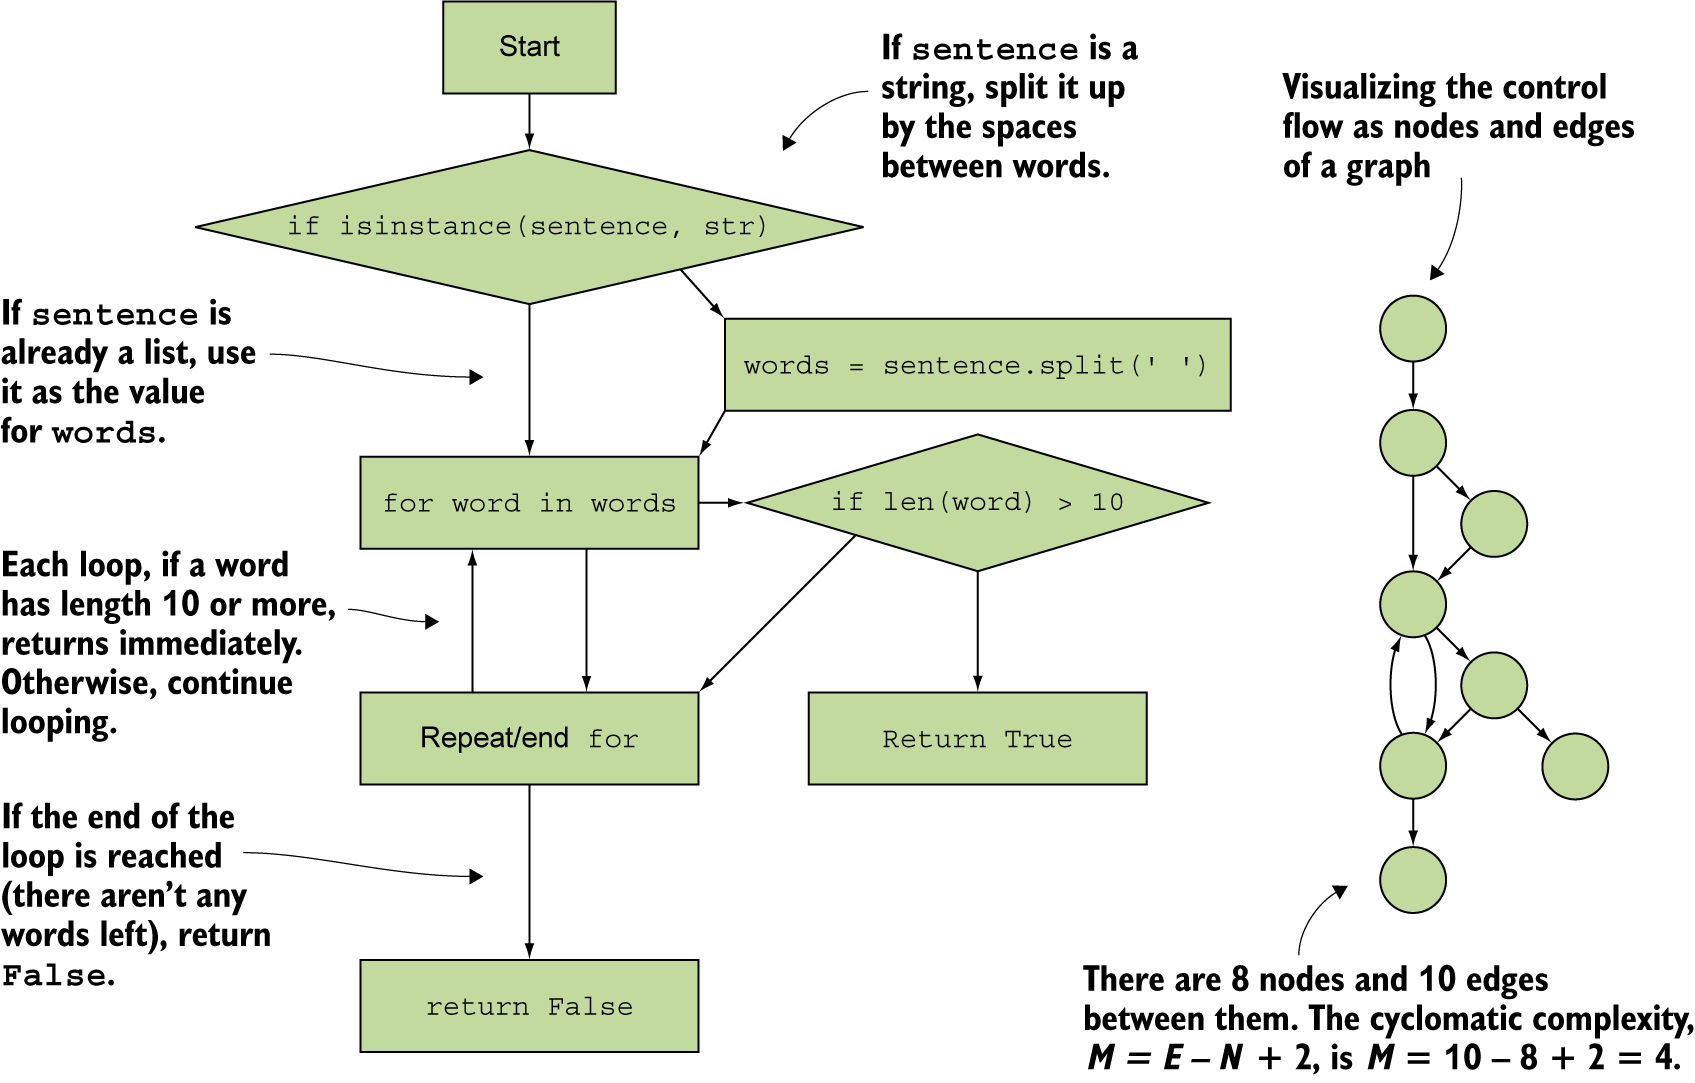 Start
If sentence is a
string, split it up
by the spaces
between words.
Visualizing the control
flow as nodes and edges
of a graph
if isinstance(sentence, str)
If sentence is
already a list, use
it as the value
for words.
words = sentence.split(' ')
for word in words
if len(word) > 10
Each loop, if a word
has length 10 or more,
returns immediately.
Otherwise, continue
looping.
Repeat/end for
Return True
If the end of the
loop is reached
(there aren’t any
words left), return
False.
return False
There are 8 nodes and 10 edges
between them. The cyclomatic complexity,
M = E – N + 2, is M = 10 – 8 + 2 = 4.